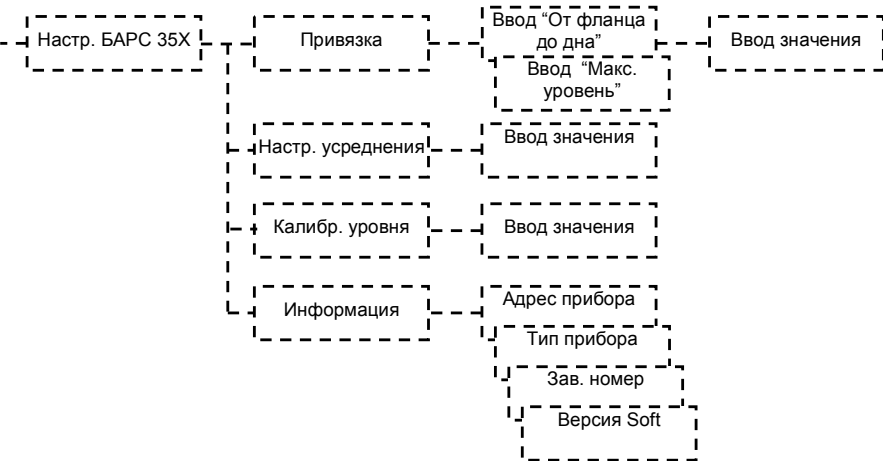 Настр. БАРС 35X
Привязка
Ввод “От фланца
до дна”
Ввод “Макс.
уровень”
Ввод значения
Настр. усреднения
Ввод значения
Калибр. уровня
Ввод значения
Информация
Адрес прибора
Тип прибора
Зав. номер
Версия Soft